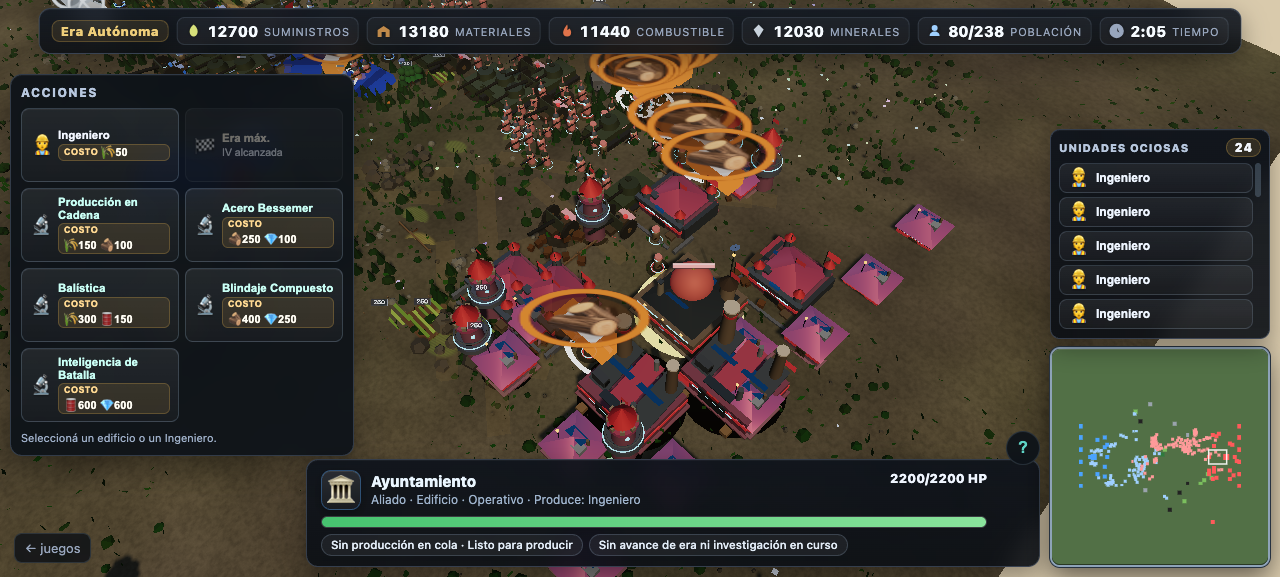 Era Autónoma
12700 SUMINISTROS
13180 MATERIALES
11440 COMBUSTIBLE
12030 MINERALES
80/238 POBLACIÓN
2:05 TIEMPO
ACCIONES
Ingeniero
COSTO 50
Era máx.
IV alcanzada
Producción en
Cadena
COSTO
150 100
Acero Bessemer
COSTO
250 100
Balística
COSTO
300 150
Blindaje Compuesto
COSTO
400 250
Inteligencia de
Batalla
COSTO
600 600
Seleccioná un edificio o un Ingeniero.
250
250
250
250
UNIDADES OCIOSAS 24
Ingeniero
Ingeniero
Ingeniero
Ingeniero
Ingeniero
?
Ayuntamiento
2200/2200 HP
Aliado · Edificio · Operativo · Produce: Ingeniero
Sin producción en cola · Listo para producir
Sin avance de era ni investigación en curso
← juegos